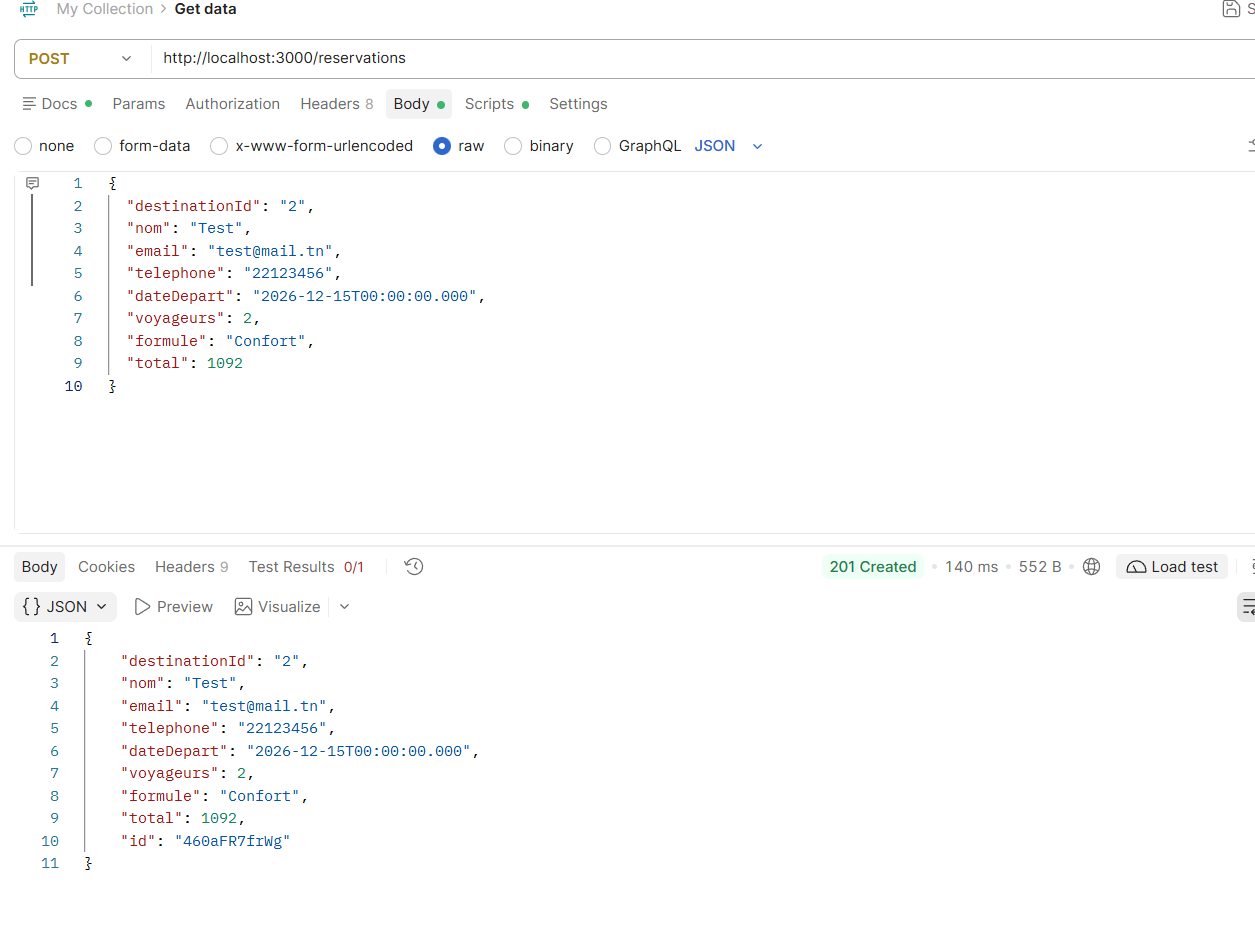 HTTP My Collection > Get data S
POST http://localhost:3000/reservations
Docs Params Authorization Headers 8 Body Scripts Settings
none form-data x-www-form-urlencoded raw binary GraphQL JSON
1 {
2 "destinationId": "2",
3 "nom": "Test",
4 "email": "test@mail.tn",
5 "telephone": "22123456",
6 "dateDepart": "2026-12-15T00:00:00.000",
7 "voyageurs": 2,
8 "formule": "Confort",
9 "total": 1092
10 }
Body Cookies Headers 9 Test Results 0/1 201 Created • 140 ms • 552 B • Load test
{} JSON Preview Visualize
1 {
2 "destinationId": "2",
3 "nom": "Test",
4 "email": "test@mail.tn",
5 "telephone": "22123456",
6 "dateDepart": "2026-12-15T00:00:00.000",
7 "voyageurs": 2,
8 "formule": "Confort",
9 "total": 1092,
10 "id": "460aFR7frWg"
11 }